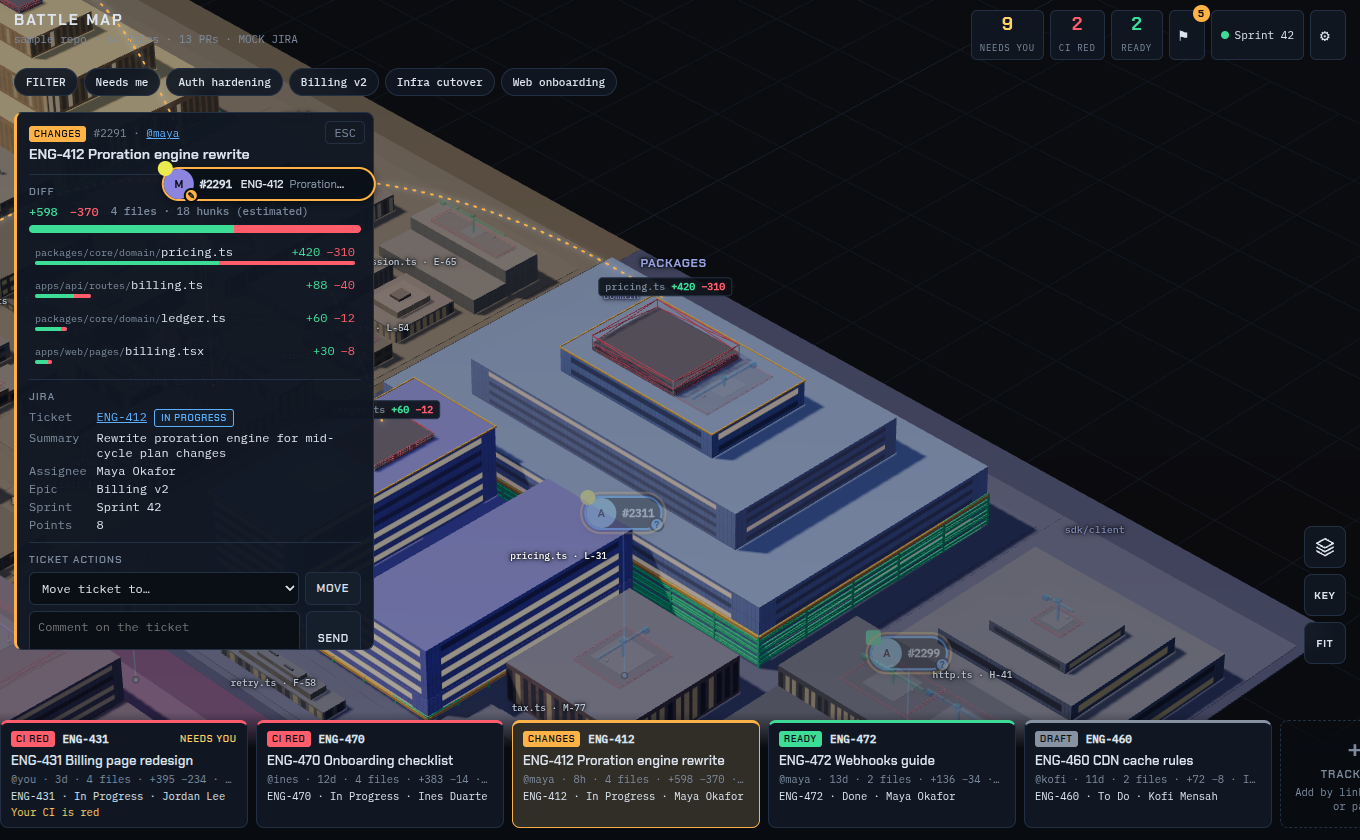 BATTLE MAP
sample repo · 13 PRs · MOCK JIRA
9
NEEDS YOU
2
CI RED
2
READY
5
Sprint 42
FILTER
Needs me
Auth hardening
Billing v2
Infra cutover
Web onboarding
CHANGES #2291 · @maya
ESC
ENG-412 Proration engine rewrite
M #2291 ENG-412 Proration…
DIFF
+598 −370 4 files · 18 hunks (estimated)
packages/core/domain/pricing.ts +420 −310
apps/api/routes/billing.ts +88 −40
packages/core/domain/ledger.ts +60 −12
apps/web/pages/billing.tsx +30 −8
JIRA
Ticket ENG-412 IN PROGRESS
Summary Rewrite proration engine for mid-
cycle plan changes
Assignee Maya Okafor
Epic Billing v2
Sprint Sprint 42
Points 8
TICKET ACTIONS
Move ticket to…
MOVE
Comment on the ticket
SEND
ssion.ts · E-65
· L-54
ts +60 −12
PACKAGES
pricing.ts +420 −310
domain
A #2311 ?
pricing.ts · L-31
sdk/client
A #2299 ?
http.ts · H-41
retry.ts · F-58
tax.ts · M-77
KEY
FIT
CI RED ENG-431 NEEDS YOU
ENG-431 Billing page redesign
@you · 3d · 4 files · +395 −234 · …
ENG-431 · In Progress · Jordan Lee
Your CI is red
CI RED ENG-470
ENG-470 Onboarding checklist
@ines · 12d · 4 files · +383 −14 ·…
ENG-470 · In Progress · Ines Duarte
CHANGES ENG-412
ENG-412 Proration engine rewrite
@maya · 8h · 4 files · +598 −370 ·…
ENG-412 · In Progress · Maya Okafor
READY ENG-472
ENG-472 Webhooks guide
@maya · 13d · 2 files · +136 −34 ·…
ENG-472 · Done · Maya Okafor
DRAFT ENG-460
ENG-460 CDN cache rules
@kofi · 11d · 2 files · +72 −8 · I…
ENG-460 · To Do · Kofi Mensah
+
TRACK
Add by lin
or pa